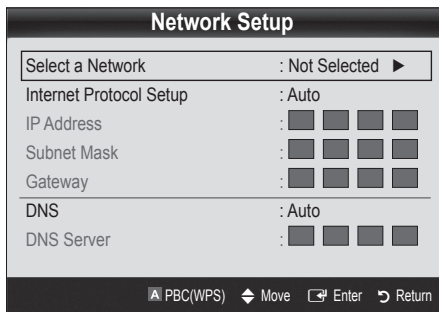 Network Setup
Select a Network : Not Selected ►
Internet Protocol Setup : Auto
IP Address :
Subnet Mask :
Gateway :
DNS : Auto
DNS Server :
A PBC(WPS) Move Enter Return